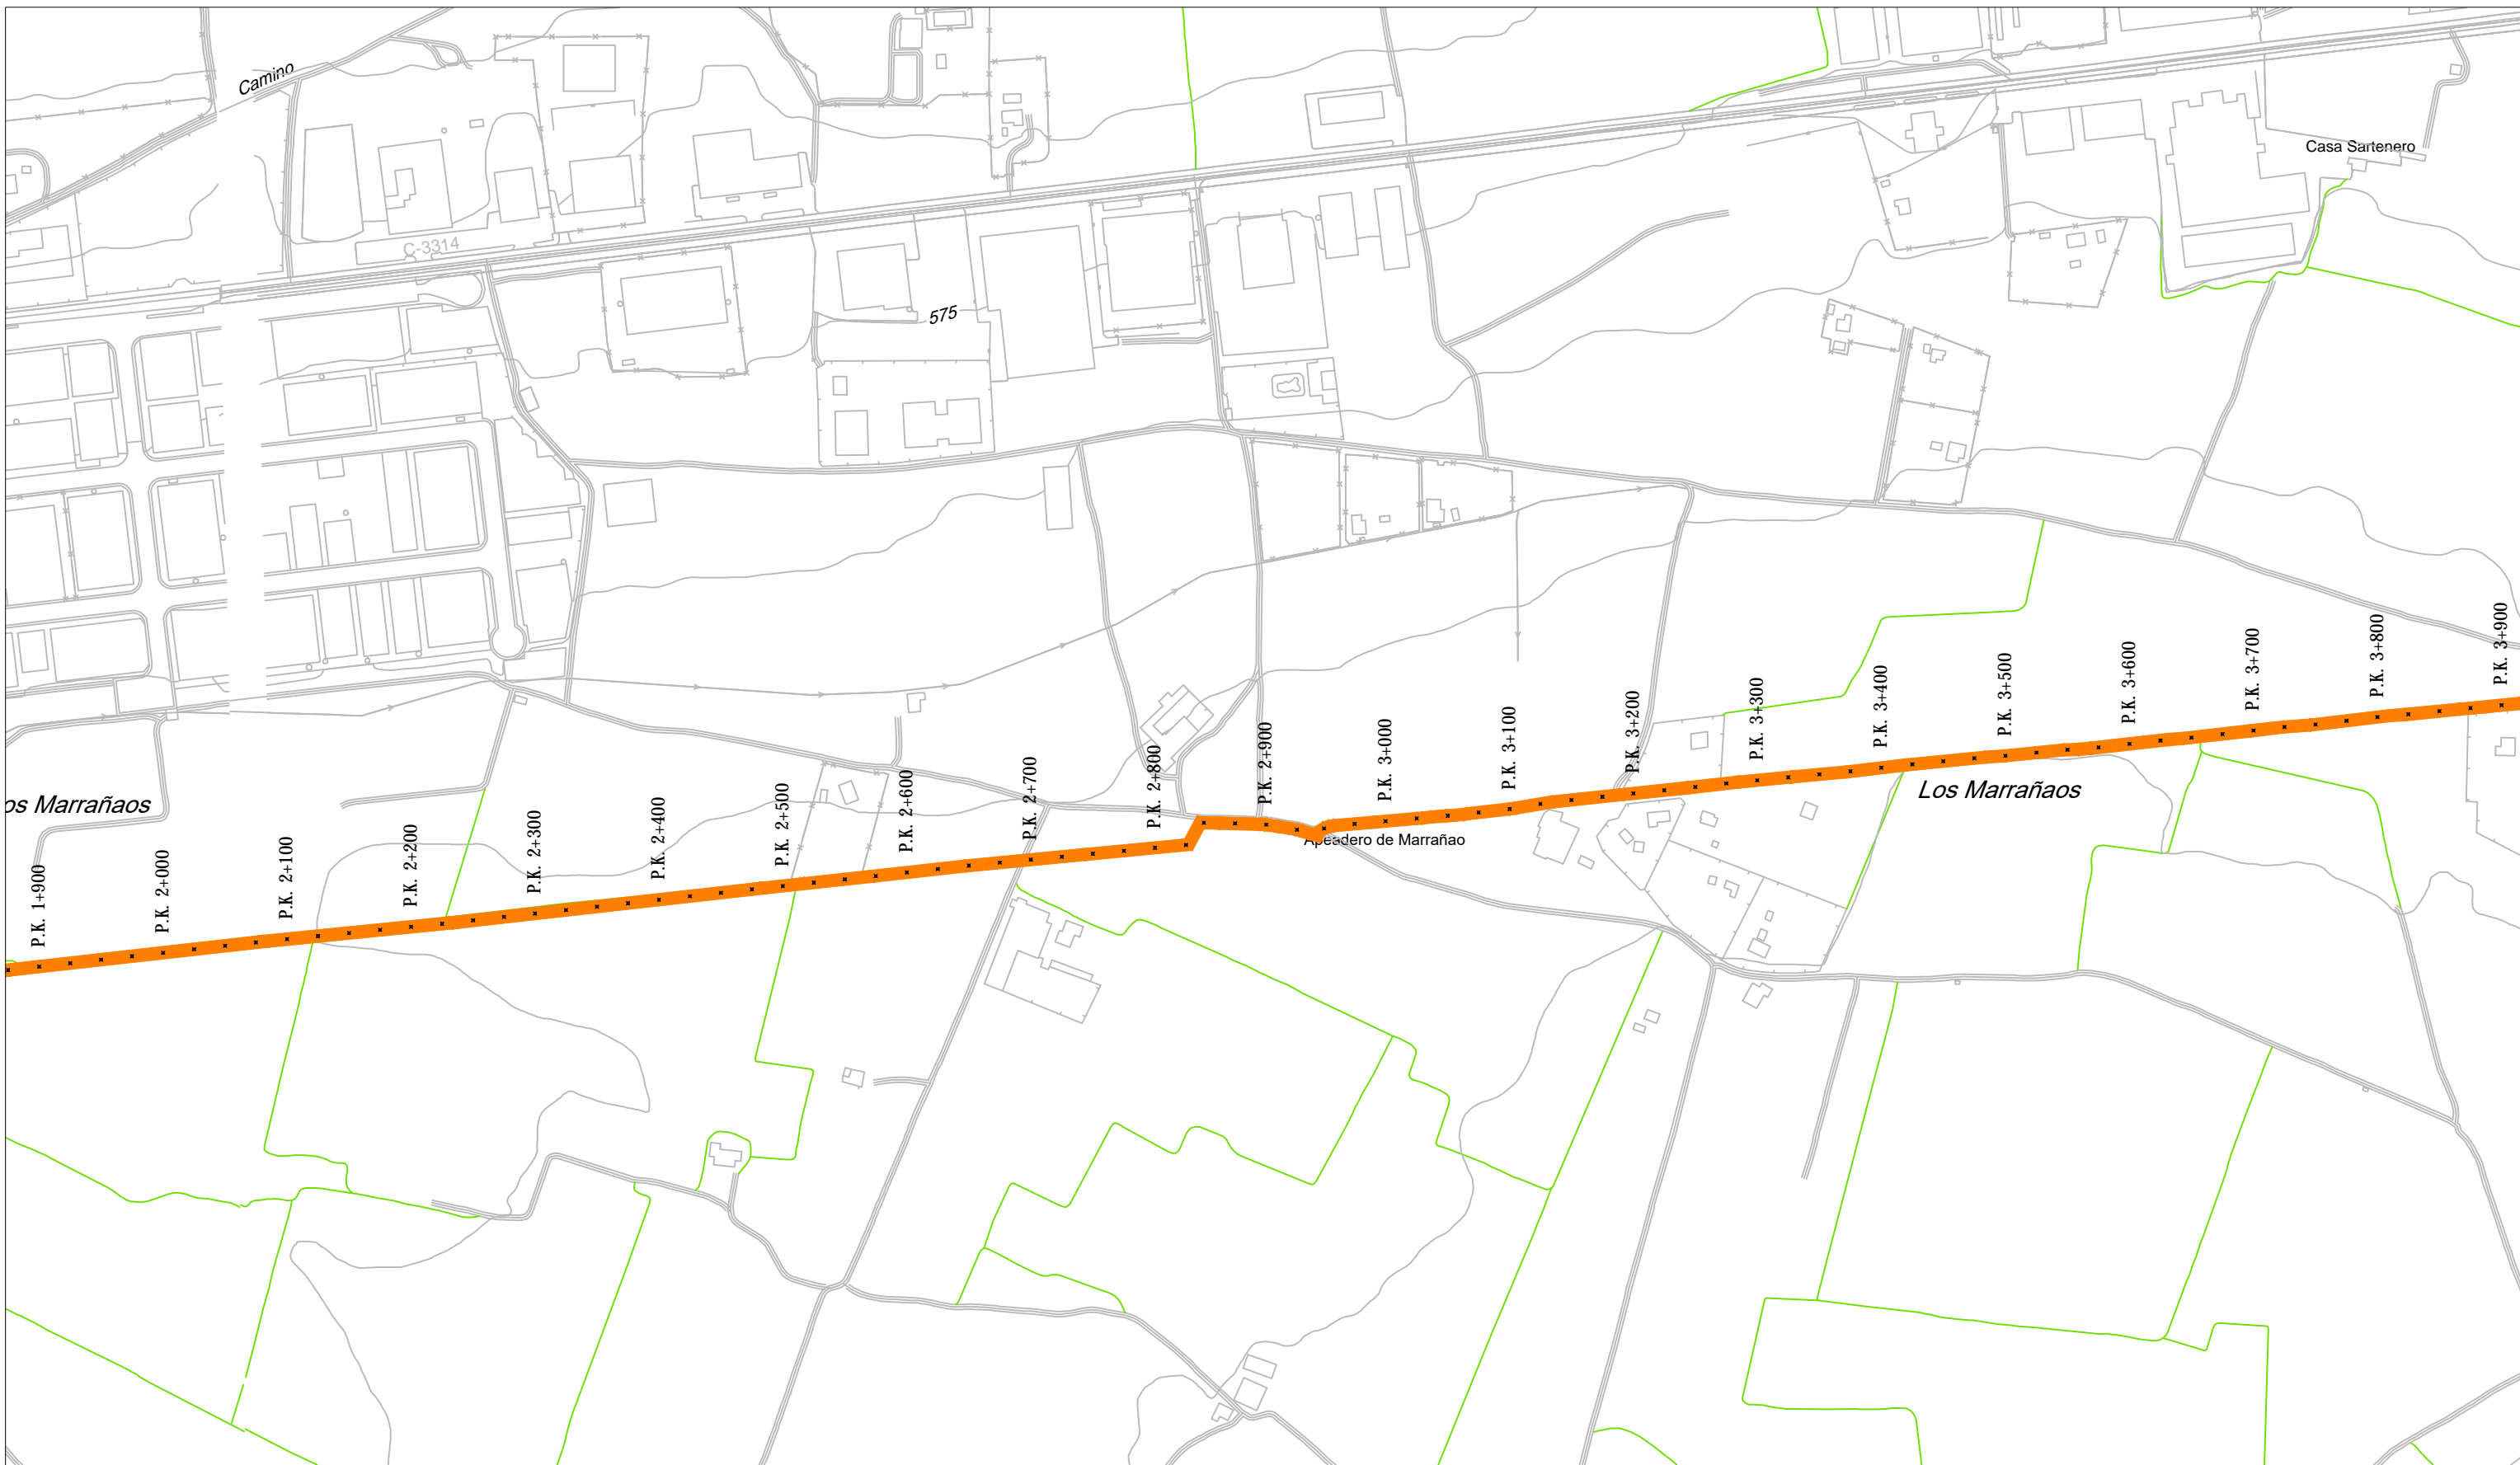 Camino
Casa Sartenero
C-3314
575
os Marrañaos
P.K. 1+900
P.K. 2+000
P.K. 2+100
P.K. 2+200
P.K. 2+300
P.K. 2+400
P.K. 2+500
P.K. 2+600
P.K. 2+700
P.K. 2+800
P.K. 2+900
P.K. 3+000
P.K. 3+100
P.K. 3+200
P.K. 3+300
P.K. 3+400
P.K. 3+500
P.K. 3+600
P.K. 3+700
P.K. 3+800
P.K. 3+900
Los Marrañaos
Apeadero de Marrañao